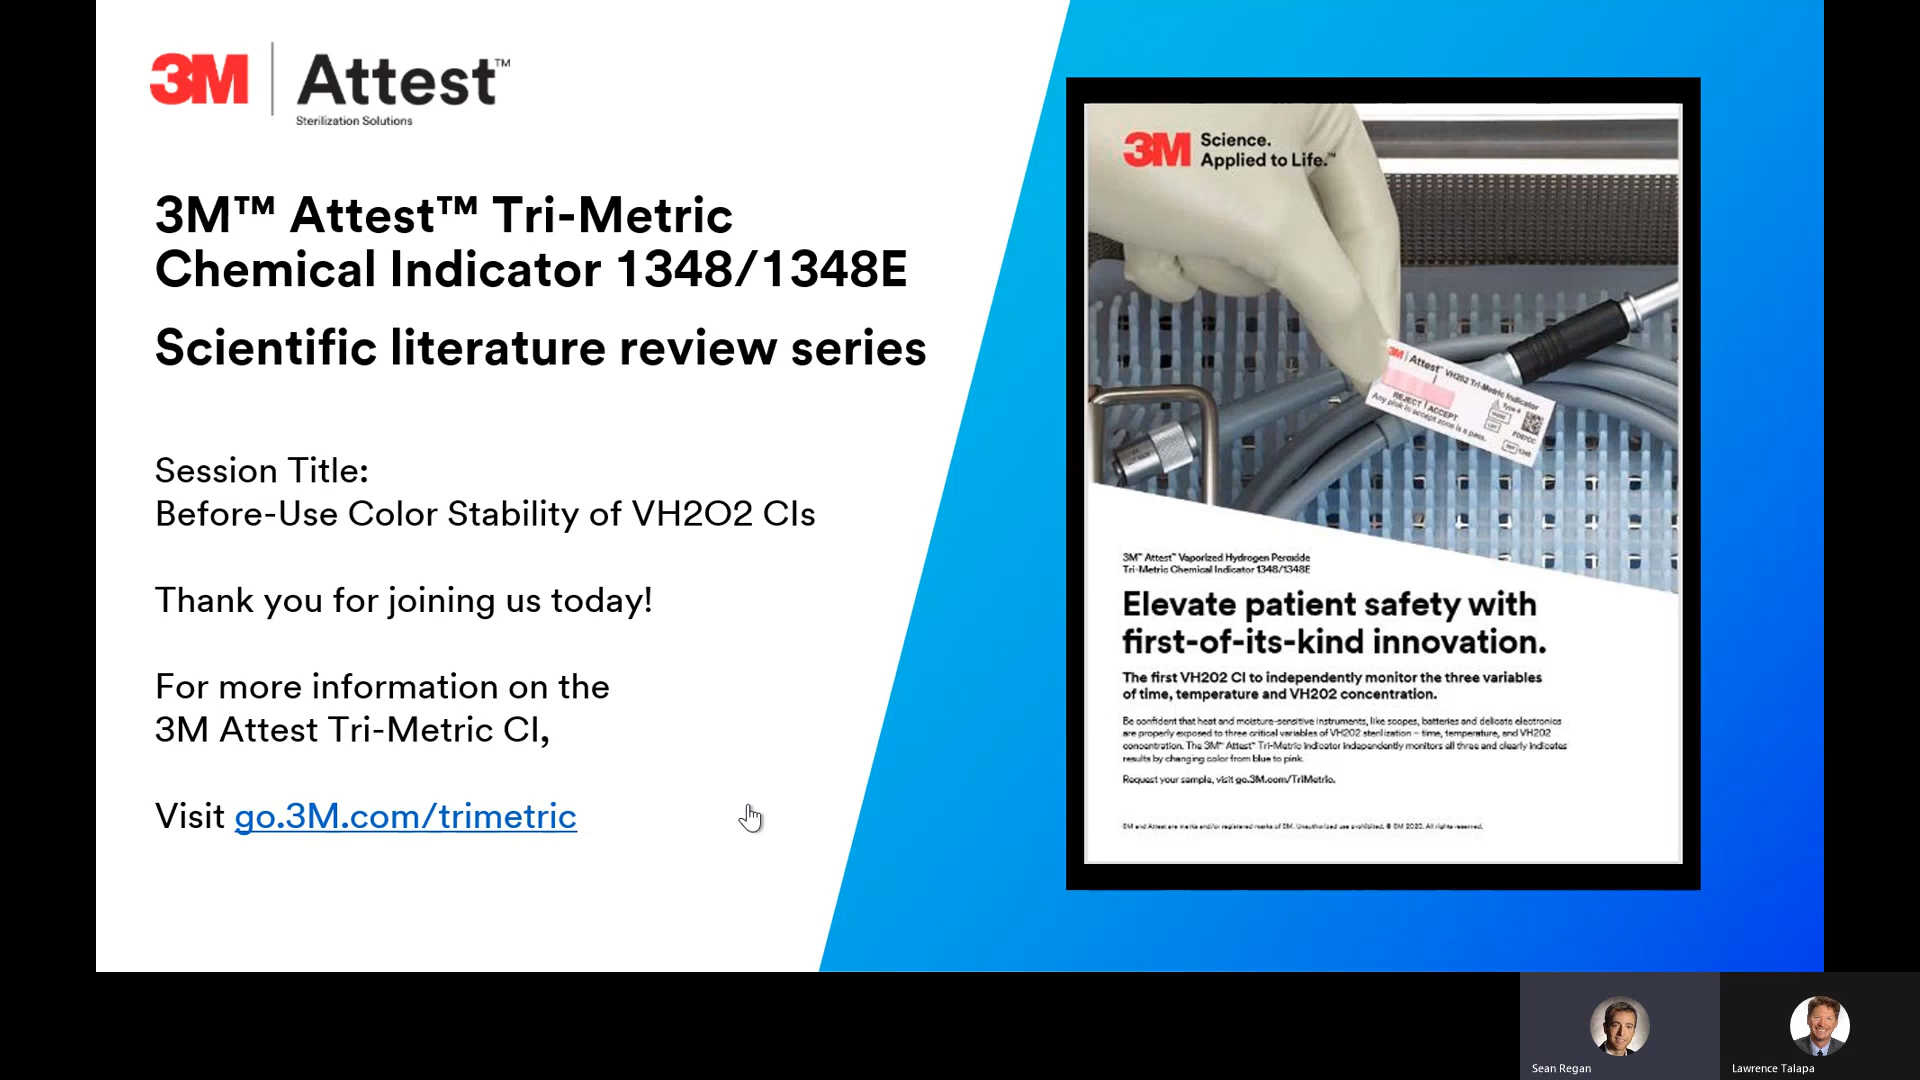 3M | Attest™
Sterilization Solutions
3M™ Attest™ Tri-Metric
Chemical Indicator 1348/1348E
Scientific literature review series
Session Title:
Before-Use Color Stability of VH2O2 CIs
Thank you for joining us today!
For more information on the
3M Attest Tri-Metric CI,
Visit go.3M.com/trimetric
3M Science.
Applied to Life.™
3M | Attest™ VH202 Tri-Metric Indicator
REJECT | ACCEPT
Any pink in accept zone is a pass.
Type 4
3M™ Attest™ Vaporized Hydrogen Peroxide
Tri-Metric Chemical Indicator 1348/1348E
Elevate patient safety with
first-of-its-kind innovation.
The first VH202 CI to independently monitor the three variables
of time, temperature and VH202 concentration.
Be confident that heat and moisture-sensitive instruments, like scopes, batteries and delicate electronics
are properly exposed to three critical variables of VH202 sterilization – time, temperature, and VH202
concentration. The 3M™ Attest™ Tri-Metric Indicator independently monitors all three and clearly indicates
results by changing color from blue to pink.
Request your sample, visit go.3M.com/TriMetric.
3M and Attest are marks and/or registered marks of 3M. Unauthorized use prohibited. © 3M 2020. All rights reserved.
Sean Regan
Lawrence Talapa